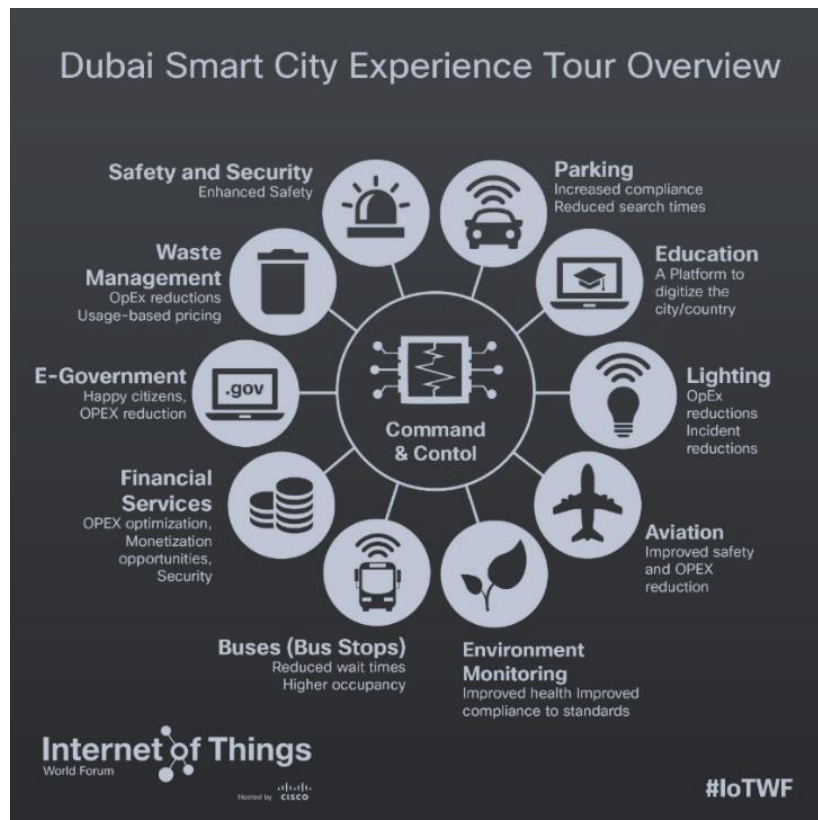 Dubai Smart City Experience Tour Overview
Safety and Security
Enhanced Safety
Parking
Increased compliance
Reduced search times
Waste
Management
OpEx reductions
Usage-based pricing
Education
A Platform to
digitize the
city/country
E-Government
Happy citizens,
OPEX reduction
.gov
Command
& Contol
Lighting
OpEx
reductions
Incident
reductions
Financial
Services
OPEX optimization,
Monetization
opportunities,
Security
Aviation
Improved safety
and OPEX
reduction
Buses (Bus Stops)
Reduced wait times
Higher occupancy
Environment
Monitoring
Improved health Improved
compliance to standards
Internet of Things
World Forum
Hosted by CISCO
#IoTWF